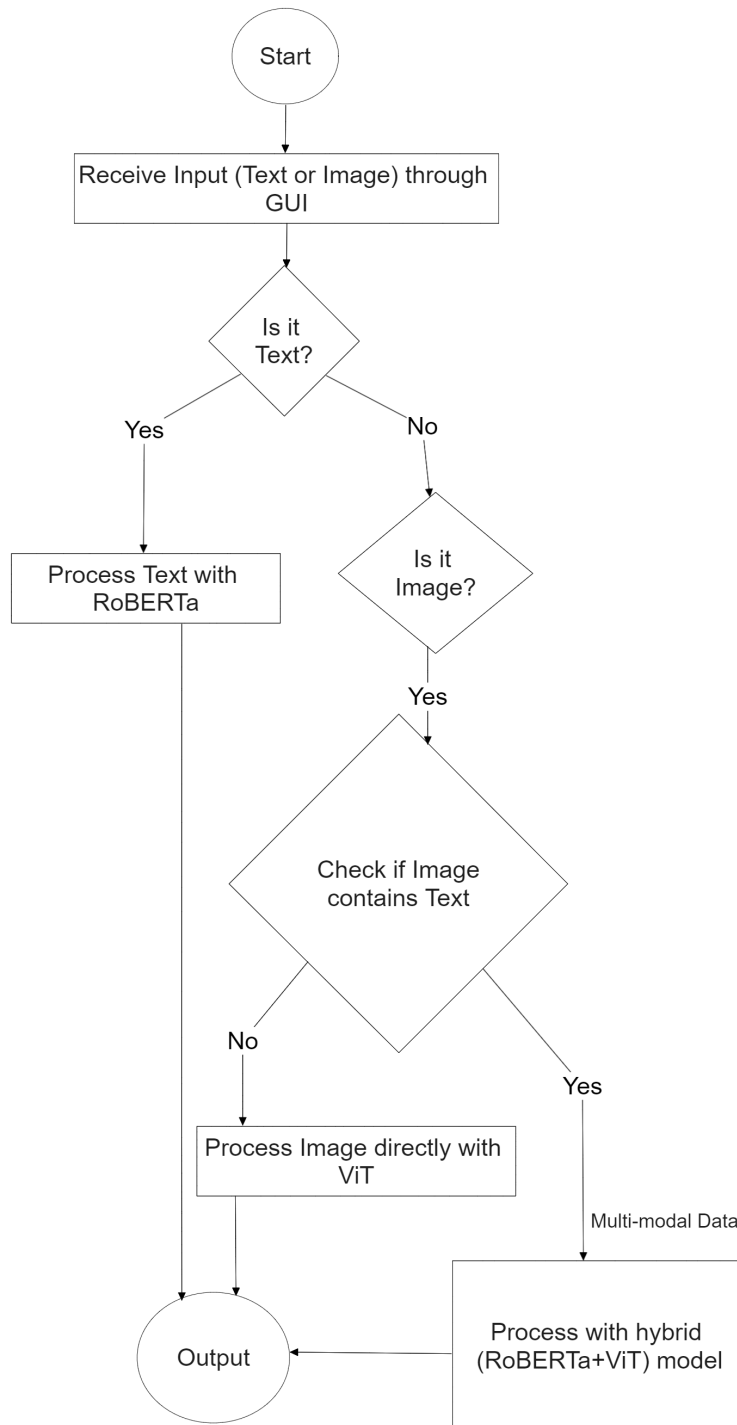 Start
Receive Input (Text or Image) through
GUI
Is it
Text?
Yes
No
Process Text with
RoBERTa
Is it
Image?
Yes
Check if Image
contains Text
No
Yes
Process Image directly with
ViT
Multi-modal Data
Process with hybrid
(RoBERTa+ViT) model
Output